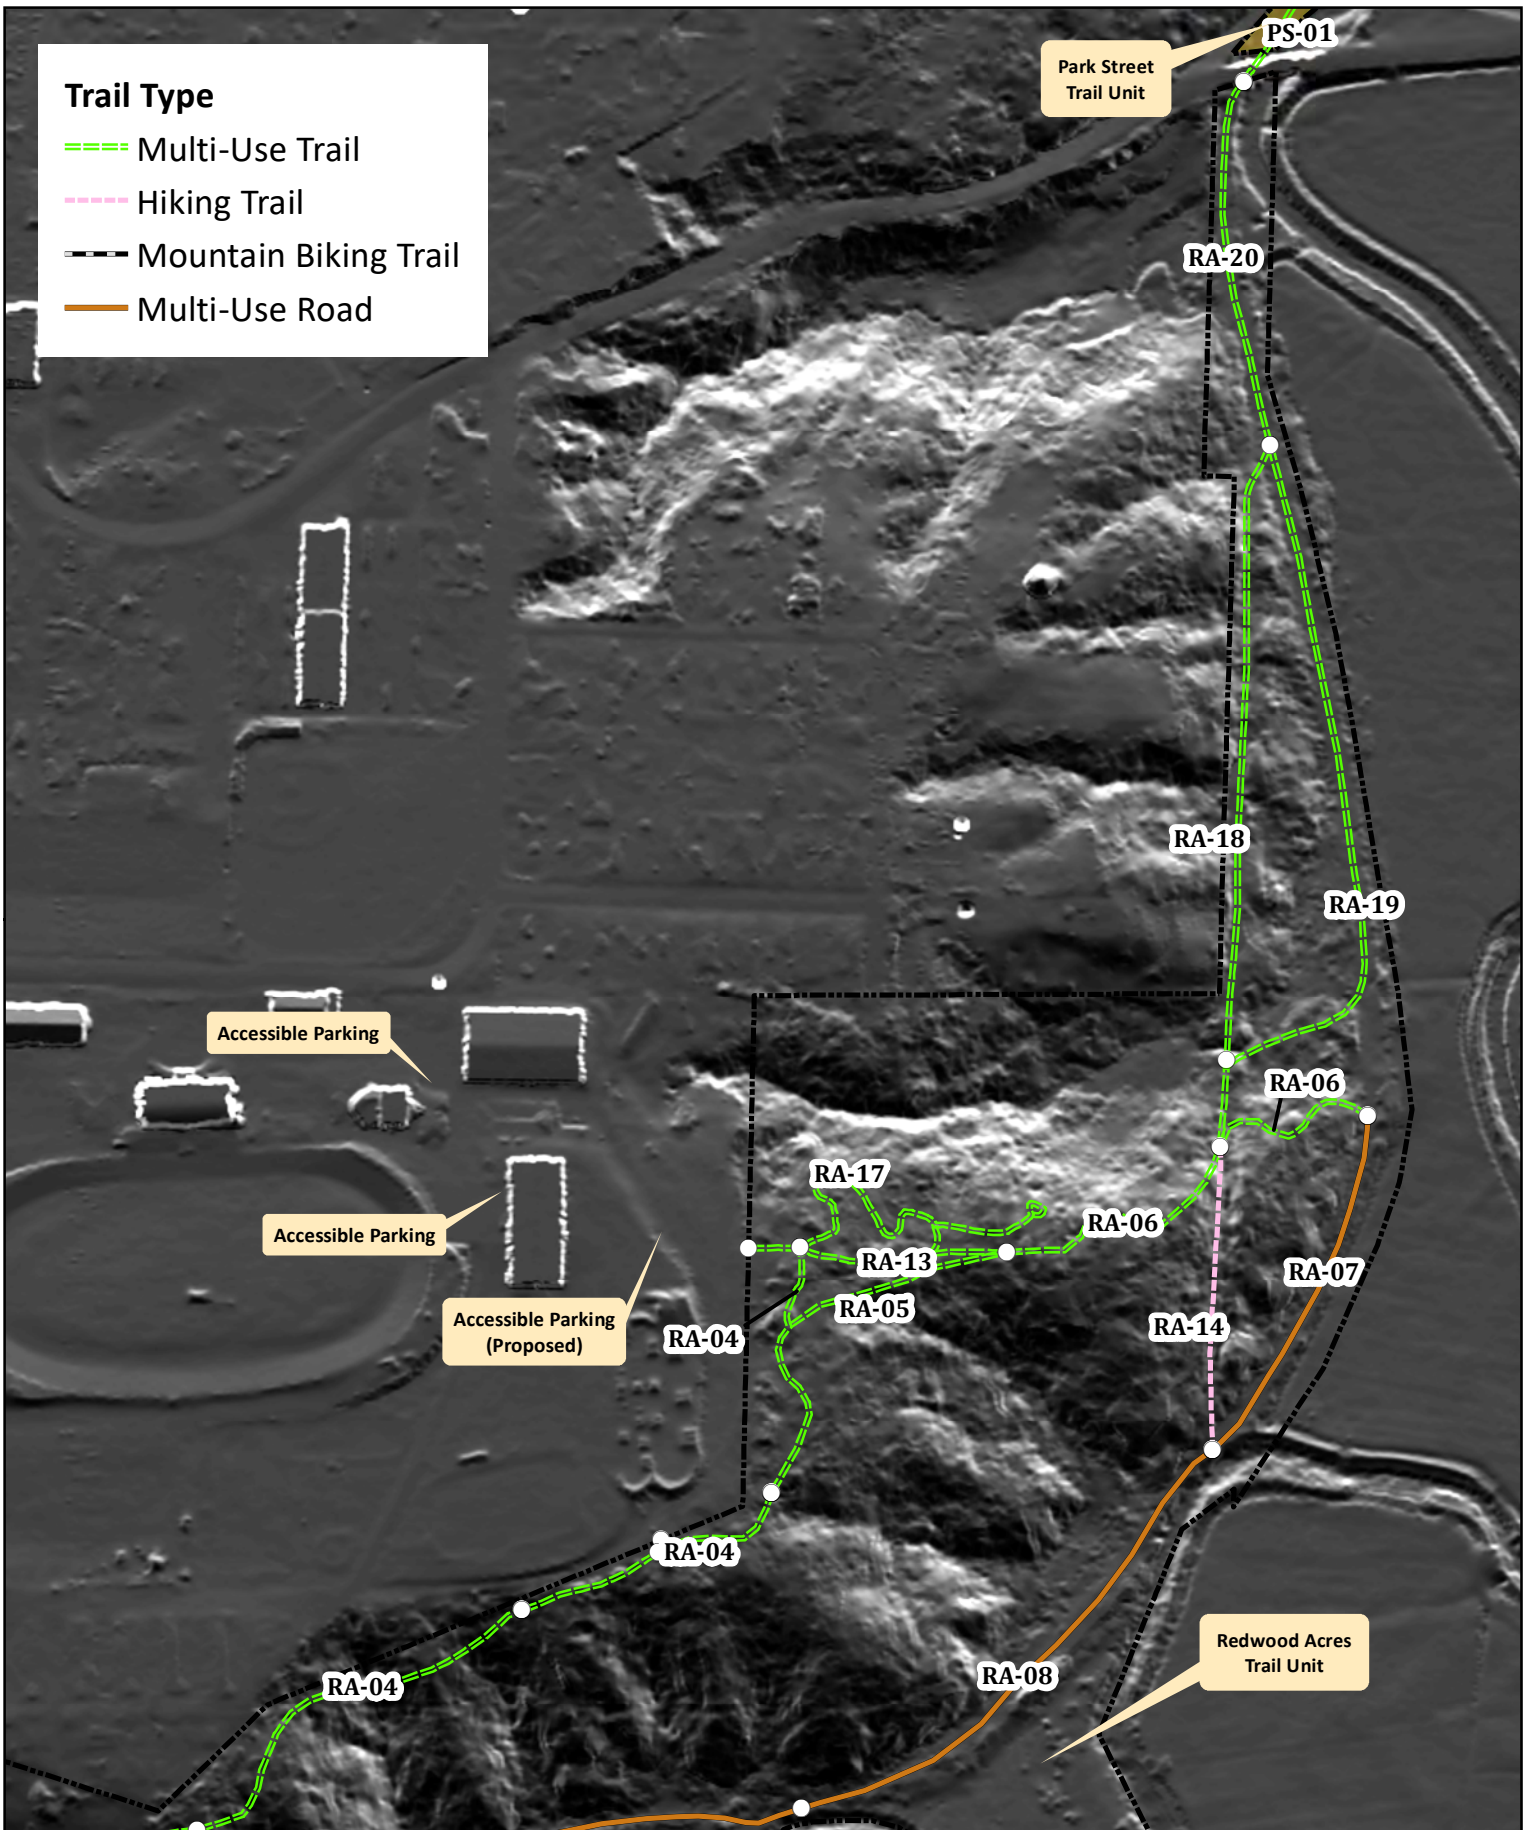 PS-01
Park Street
Trail Unit
Trail Type
Multi-Use Trail
Hiking Trail
Mountain Biking Trail
Multi-Use Road
RA-20
RA-18
RA-19
Accessible Parking
RA-06
RA-17
RA-06
Accessible Parking
RA-13
RA-07
RA-05
Accessible Parking
(Proposed)
RA-04
RA-14
RA-04
Redwood Acres
Trail Unit
RA-08
RA-04